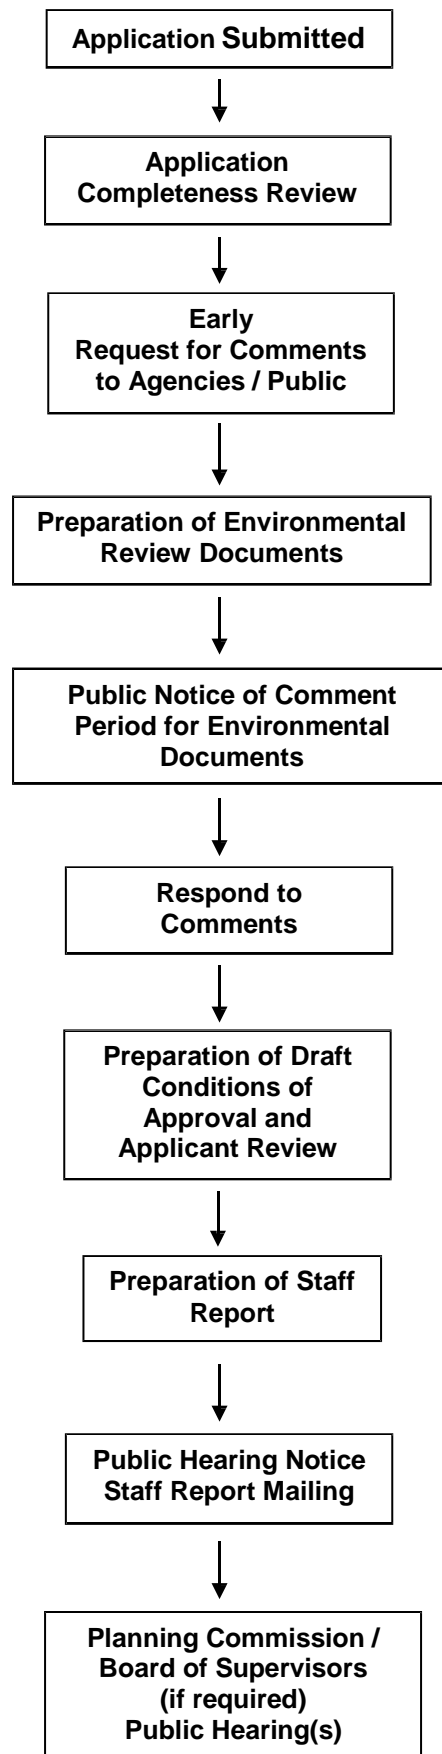 Application Submitted
Application
Completeness Review
Early
Request for Comments
to Agencies / Public
Preparation of Environmental
Review Documents
Public Notice of Comment
Period for Environmental
Documents
Respond to
Comments
Preparation of Draft
Conditions of
Approval and
Applicant Review
Preparation of Staff
Report
Public Hearing Notice
Staff Report Mailing
Planning Commission /
Board of Supervisors
(if required)
Public Hearing(s)